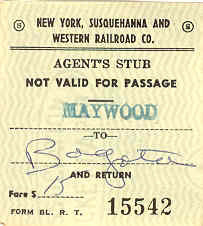 NEW YORK, SUSQUEHANNA AND
WESTERN RAILROAD CO.
AGENT'S STUB
NOT VALID FOR PASSAGE
MAYWOOD
—TO—
Bogota
AND RETURN
Fare $ 15
FORM BL. R. T. 15542